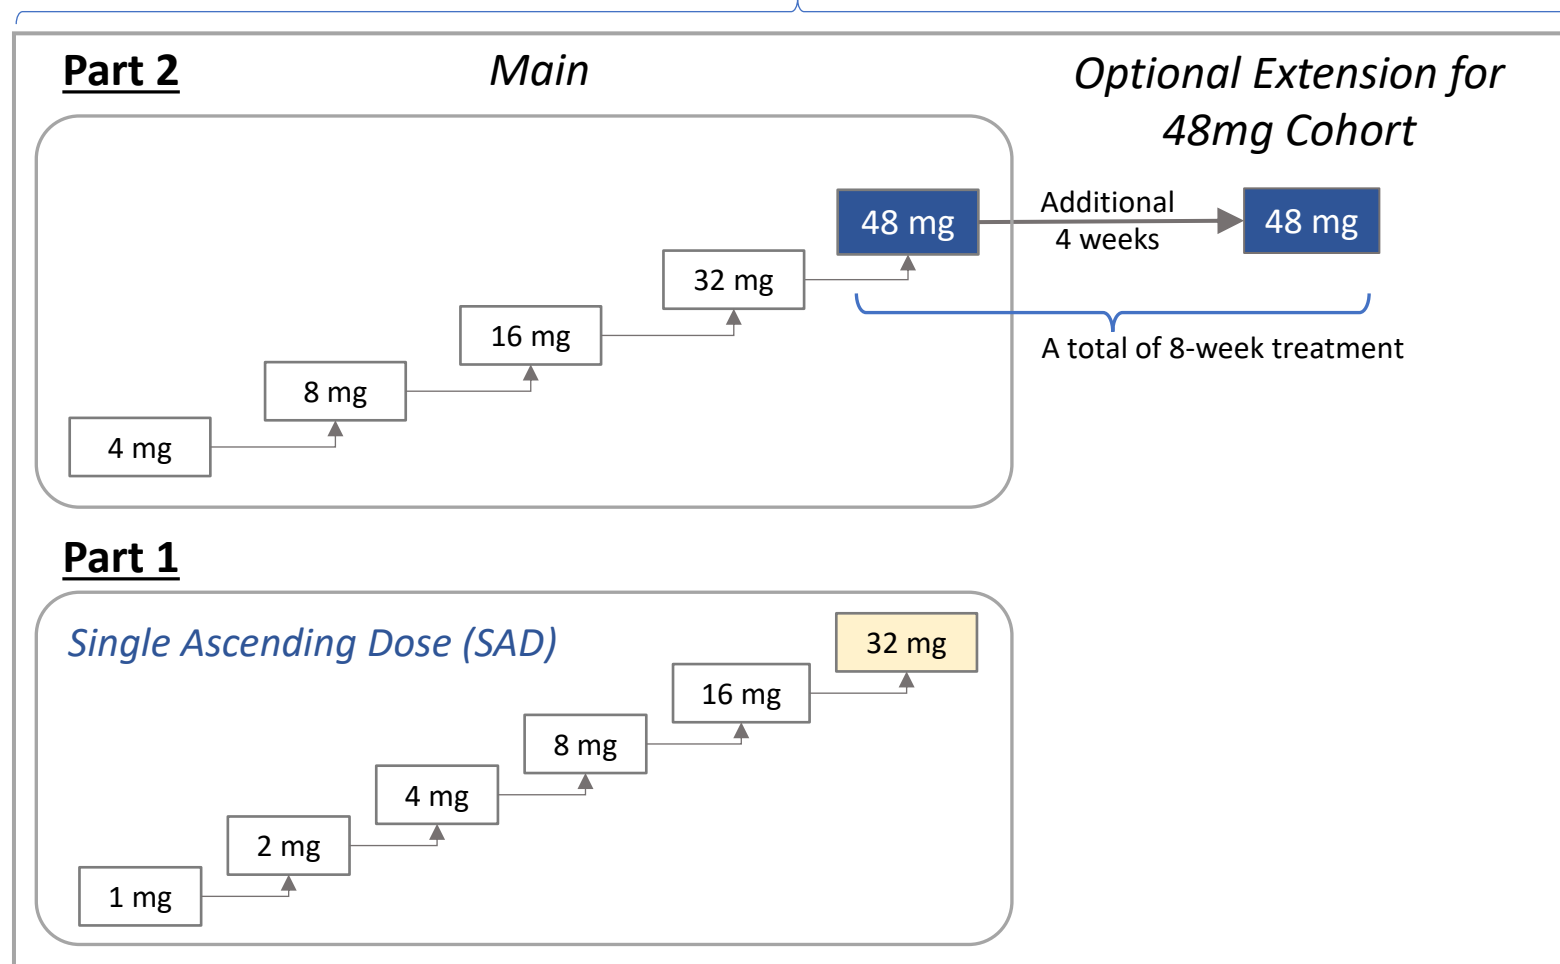 Part 2
Main
Optional Extension for
48mg Cohort
48 mg
Additional
4 weeks
48 mg
32 mg
16 mg
A total of 8-week treatment
8 mg
4 mg
Part 1
Single Ascending Dose (SAD)
32 mg
16 mg
8 mg
4 mg
2 mg
1 mg